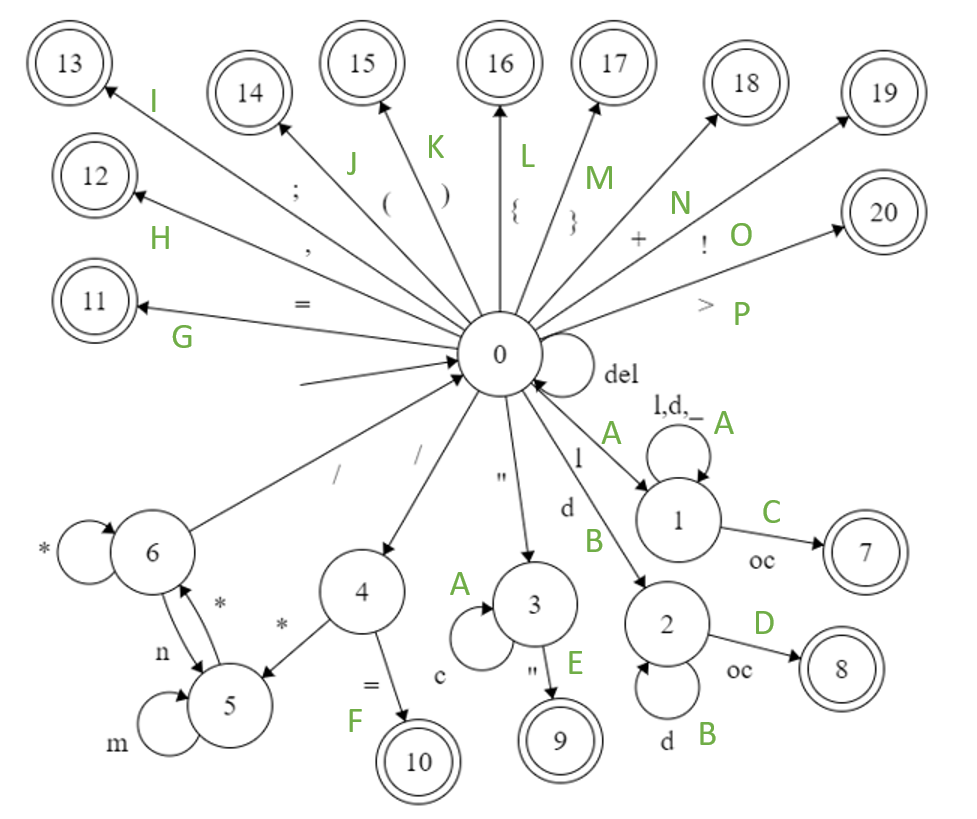 13
14
15
16
17
18
19
I
K
L
J
M
12
;
(
)
{
}
N
20
H
,
+
!
O
11
=
>
P
G
0
del
l,d,_
A
A
/
/
"
l
d
B
1
C
oc
7
*
6
4
A
3
2
D
8
n
*
*
c
"
E
oc
5
=
F
9
d
B
m
10